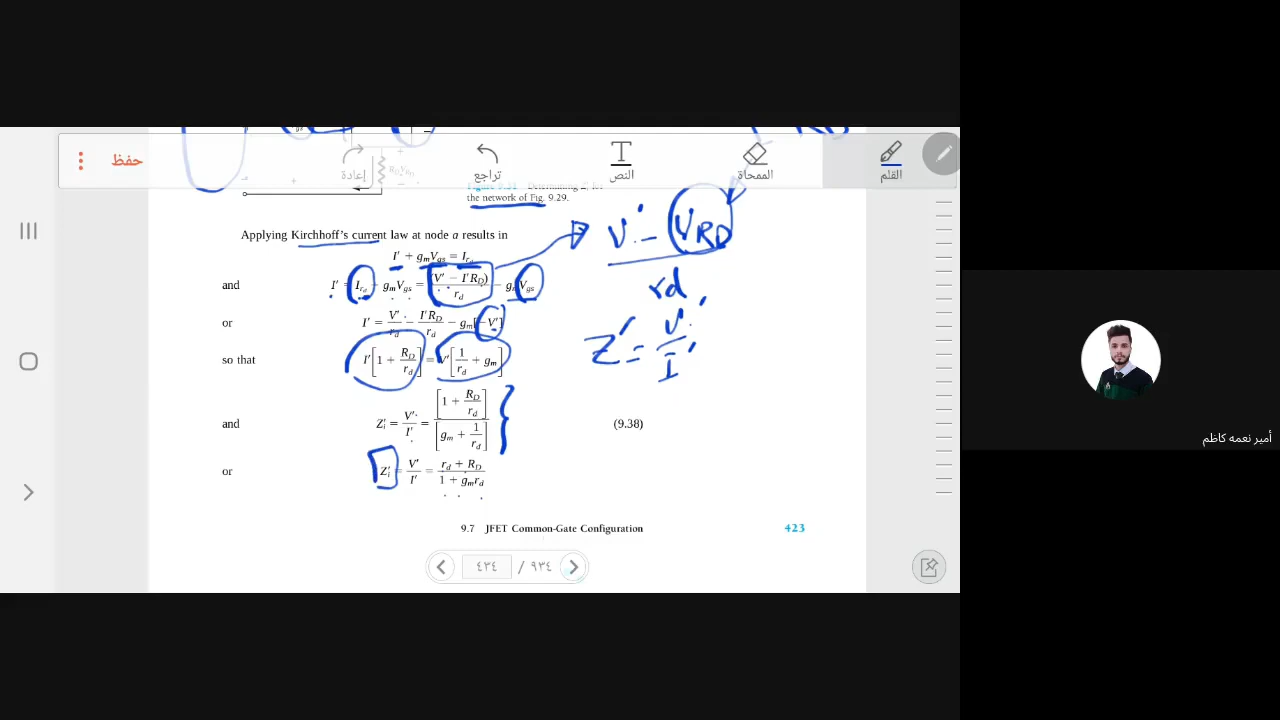 حفظ
إعادة
تراجع
النص
الممحاة
القلم
the network of Fig. 9.29.
Applying Kirchhoff's current law at node a results in
I' + gmVgs = Ird
and I' = Ird - gmVgs = (V' - I'RD)/rd - gmVgs
or I' = V'/rd - I'RD/rd - gm[-V']
so that I'[1 + RD/rd] = V'[1/rd + gm]
and Zi' = V'/I' = [1 + RD/rd]/[gm + 1/rd] (9.38)
or Zi' = V'/I' = rd + RD/1 + gmrd
V' - VRD
rd
Z' = V'/I'
9.7 JFET Common-Gate Configuration 423
٤٣٤ / ٩٣٤
أمير نعمه كاظم